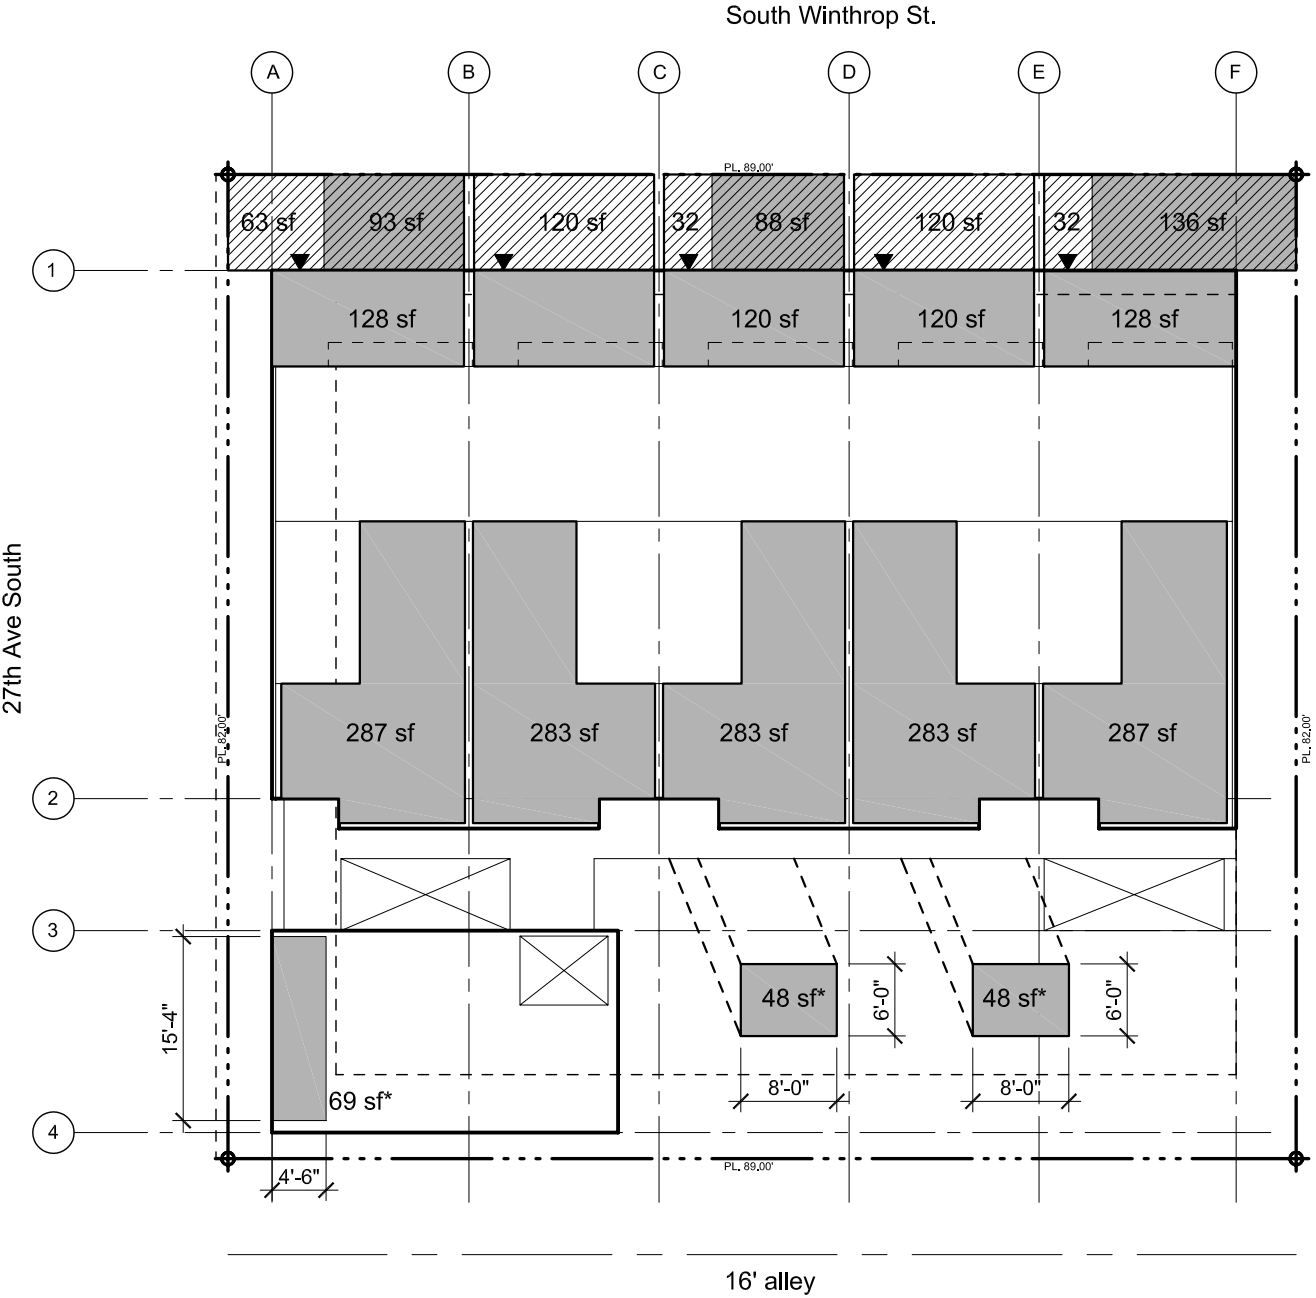 South Winthrop St.
A B C D E F
PL. 89.00'
63 sf 93 sf 120 sf 32 88 sf 120 sf 32 136 sf
1
128 sf 120 sf 120 sf 128 sf
27th Ave South
287 sf 283 sf 283 sf 283 sf 287 sf
PL. 82.00'
PL. 82.00'
2
3
15'-4"
48 sf* 6'-0" 48 sf* 6'-0"
8'-0" 8'-0"
69 sf*
4
PL. 89.00'
4'-6"
16' alley